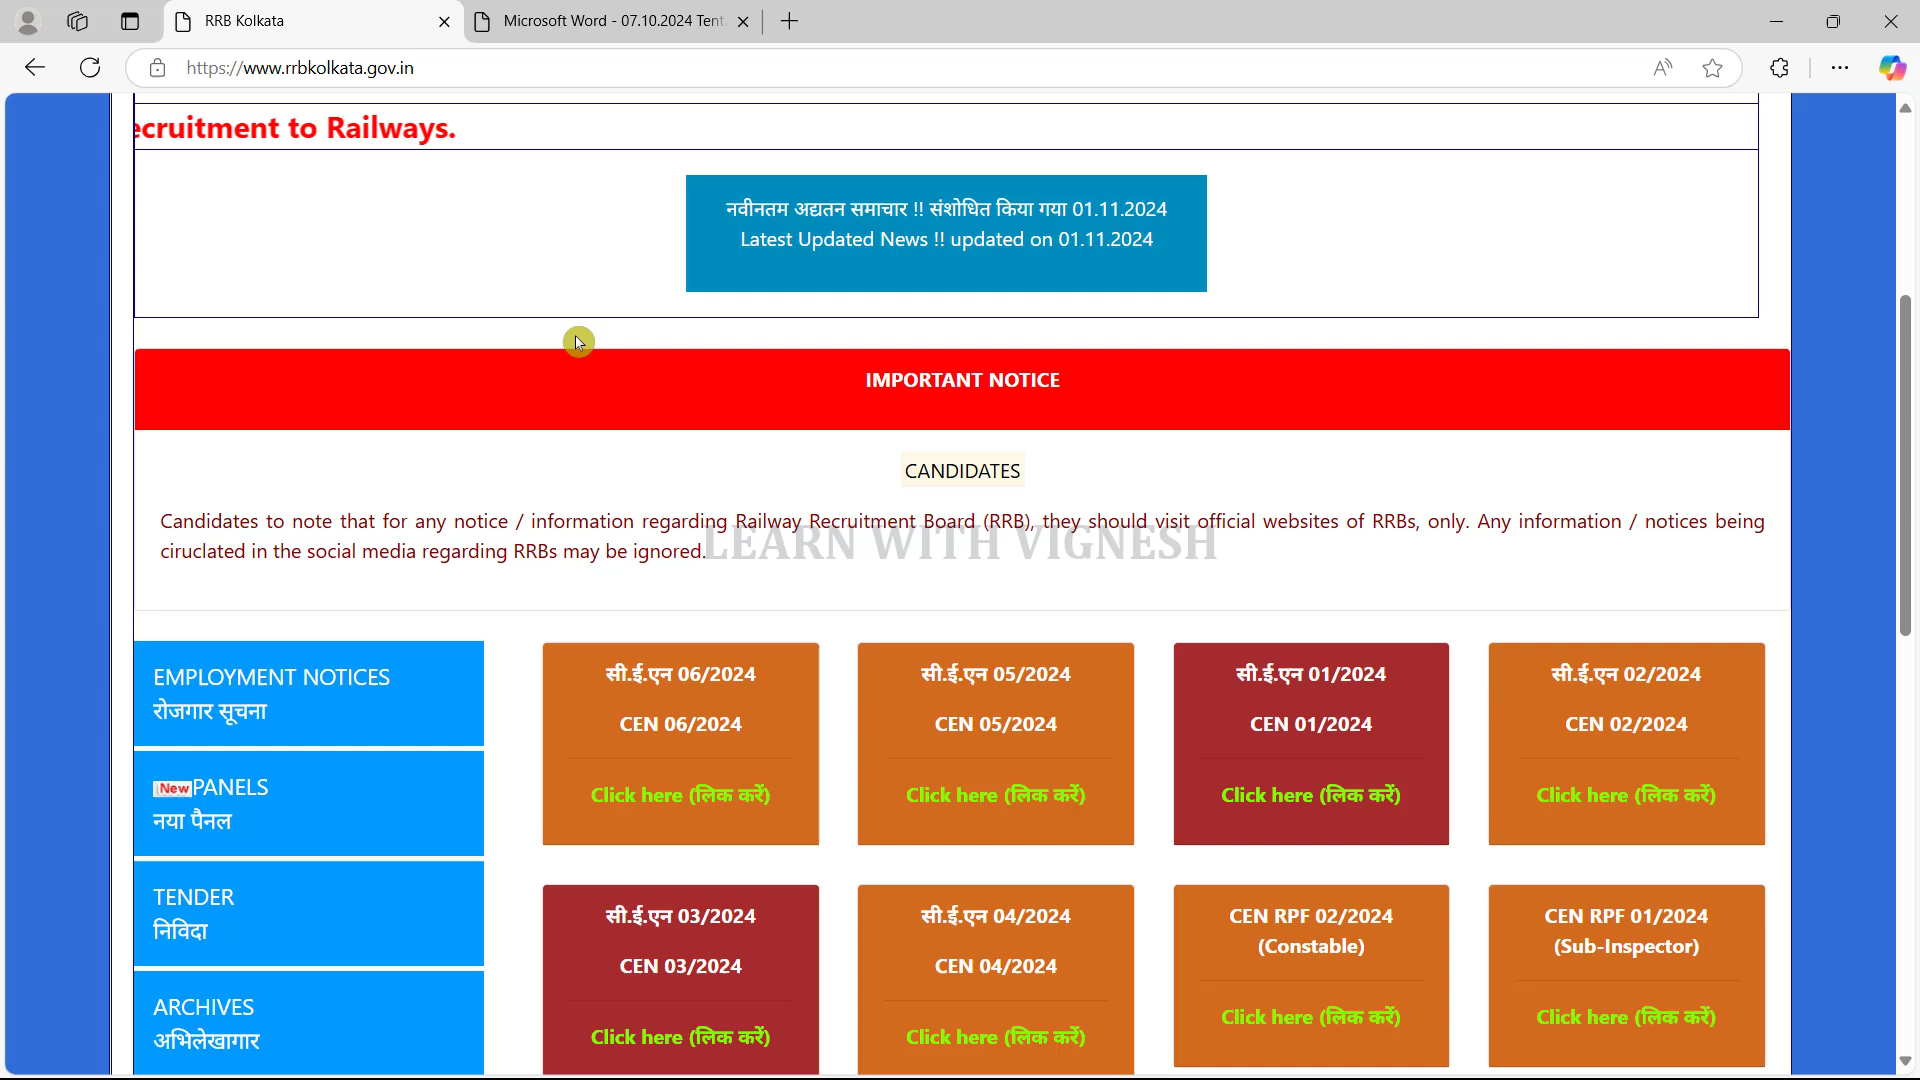 RRB Kolkata
Microsoft Word - 07.10.2024 Tent
https://www.rrbkolkata.gov.in
ecruitment to Railways.
नवीनतम अद्यतन समाचार !! संशोधित किया गया 01.11.2024
Latest Updated News !! updated on 01.11.2024
IMPORTANT NOTICE
CANDIDATES
Candidates to note that for any notice / information regarding Railway Recruitment Board (RRB), they should visit official websites of RRBs, only. Any information / notices being
ciruclated in the social media regarding RRBs may be ignored.
LEARN WITH VIGNESH
EMPLOYMENT NOTICES
रोजगार सूचना
New PANELS
नया पैनल
TENDER
निविदा
ARCHIVES
अभिलेखागार
सी.ई.एन 06/2024
CEN 06/2024
Click here (लिक करें)
सी.ई.एन 05/2024
CEN 05/2024
Click here (लिक करें)
सी.ई.एन 01/2024
CEN 01/2024
Click here (लिक करें)
सी.ई.एन 02/2024
CEN 02/2024
Click here (लिक करें)
सी.ई.एन 03/2024
CEN 03/2024
Click here (लिक करें)
सी.ई.एन 04/2024
CEN 04/2024
Click here (लिक करें)
CEN RPF 02/2024
(Constable)
Click here (लिक करें)
CEN RPF 01/2024
(Sub-Inspector)
Click here (लिक करें)